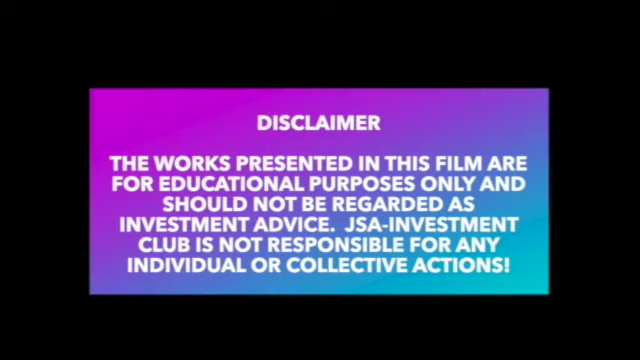 DISCLAIMER
THE WORKS PRESENTED IN THIS FILM ARE
FOR EDUCATIONAL PURPOSES ONLY AND
SHOULD NOT BE REGARDED AS
INVESTMENT ADVICE. JSA-INVESTMENT
CLUB IS NOT RESPONSIBLE FOR ANY
INDIVIDUAL OR COLLECTIVE ACTIONS!